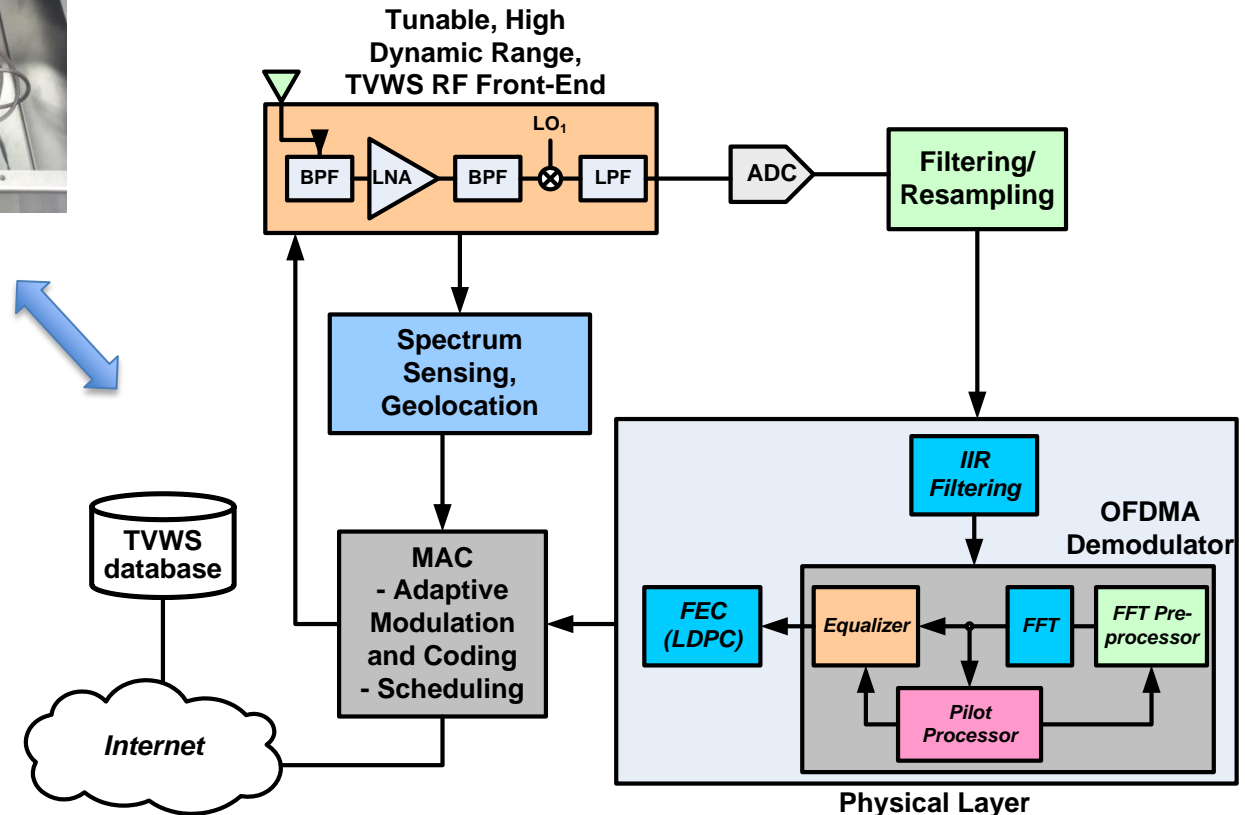 Tunable, High
Dynamic Range,
TVWS RF Front-End
LO₁
BPF
LNA
BPF
LPF
ADC
Filtering/
Resampling
Spectrum
Sensing,
Geolocation
IIR
Filtering
OFDMA
Demodulator
TVWS
database
MAC
- Adaptive
Modulation
and Coding
- Scheduling
FEC
(LDPC)
Equalizer
FFT
FFT Pre-
processor
Pilot
Processor
Internet
Physical Layer